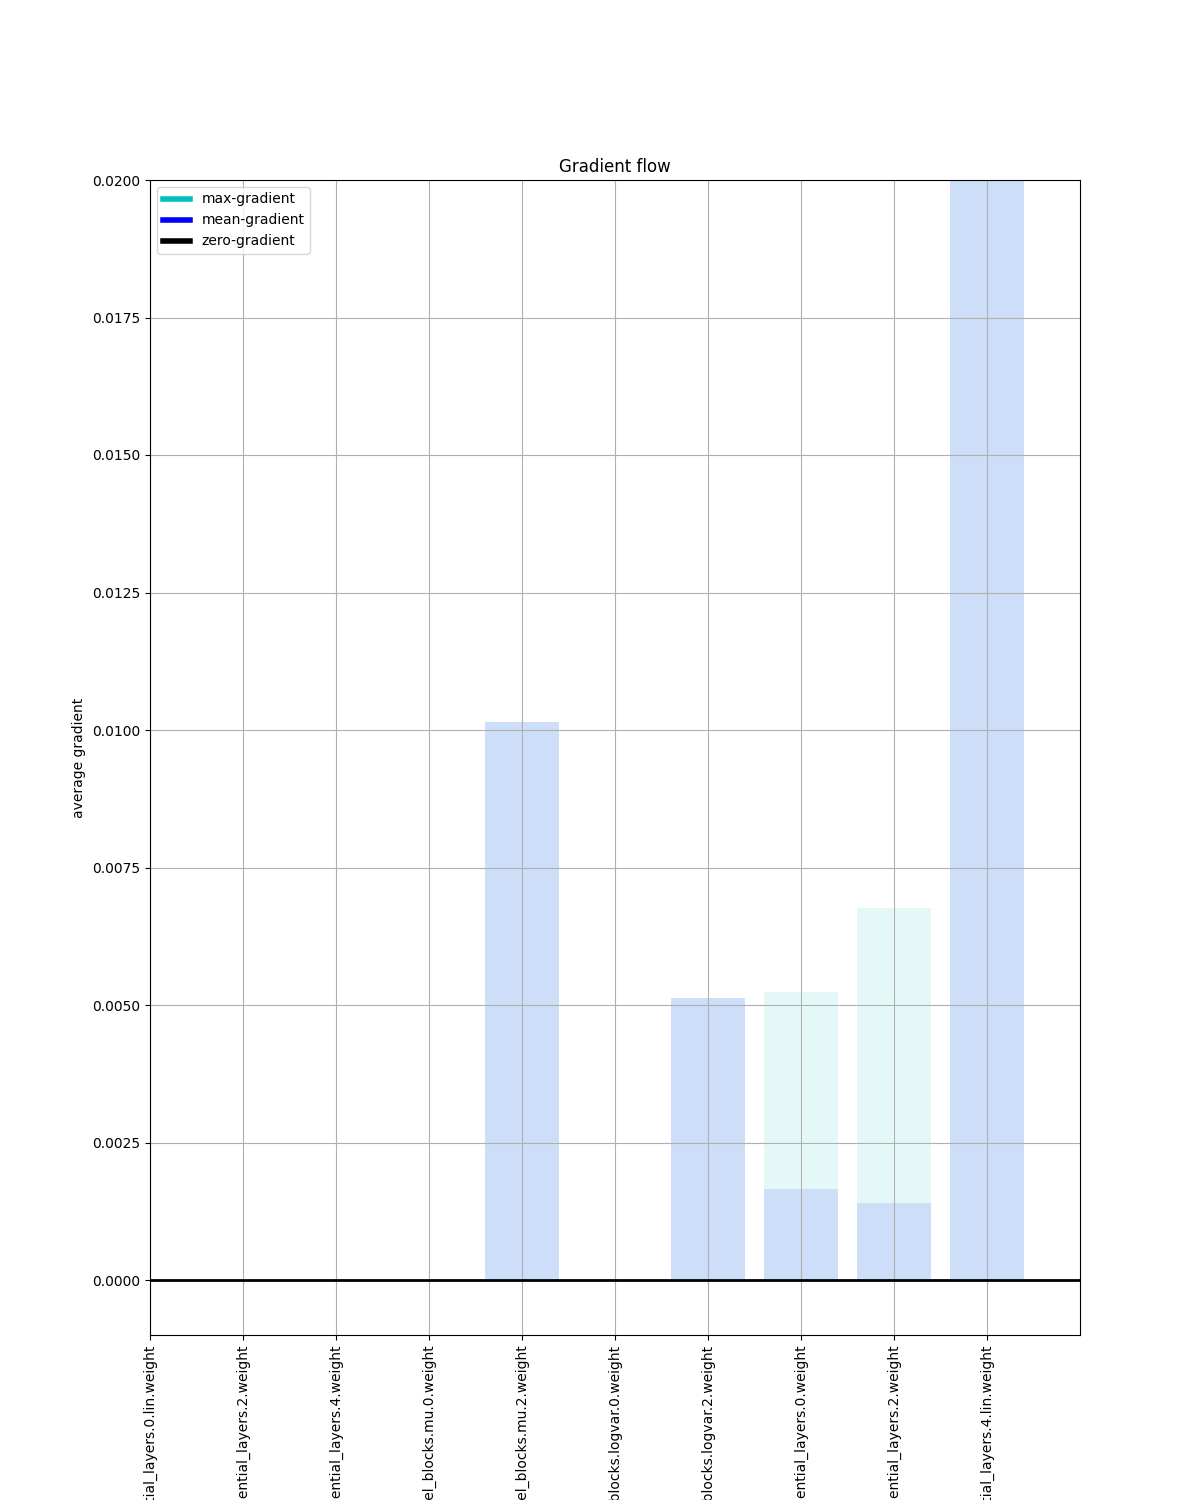 Gradient flow
max-gradient
mean-gradient
zero-gradient
0.0200
0.0175
0.0150
0.0125
0.0100
0.0075
0.0050
0.0025
0.0000
average gradient
tial_layers.0.lin.weight
ential_layers.2.weight
ential_layers.4.weight
el_blocks.mu.0.weight
el_blocks.mu.2.weight
blocks.logvar.0.weight
blocks.logvar.2.weight
ential_layers.0.weight
ential_layers.2.weight
tial_layers.4.lin.weight